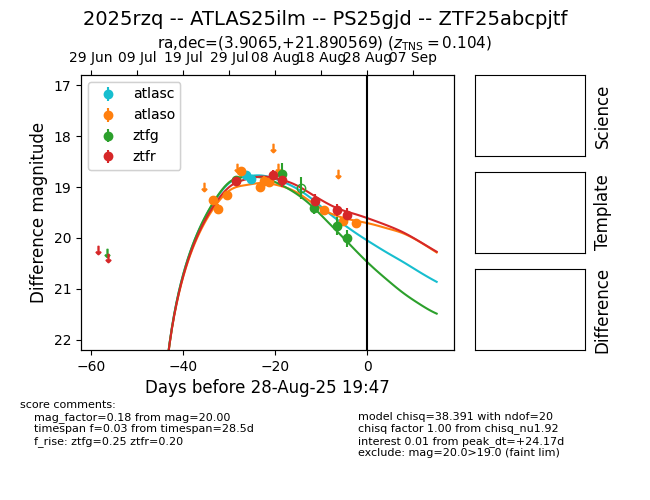 2025rzq -- ATLAS25ilm -- PS25gjd -- ZTF25abcpjtf
ra,dec=(3.9065,+21.890569) (zTNS = 0.104)
29 Jun 09 Jul 19 Jul 29 Jul 08 Aug 18 Aug 28 Aug 07 Sep
17
18
19
20
21
22
Difference magnitude
atlasc
atlaso
ztfg
ztfr
−60 −40 −20 0
Days before 28-Aug-25 19:47
Science
Template
Difference
score comments:
mag_factor=0.18 from mag=20.00
timespan f=0.03 from timespan=28.5d
f_rise: ztfg=0.25 ztfr=0.20
model chisq=38.391 with ndof=20
chisq factor 1.00 from chisq_nu1.92
interest 0.01 from peak_dt=+24.17d
exclude: mag=20.0>19.0 (faint lim)